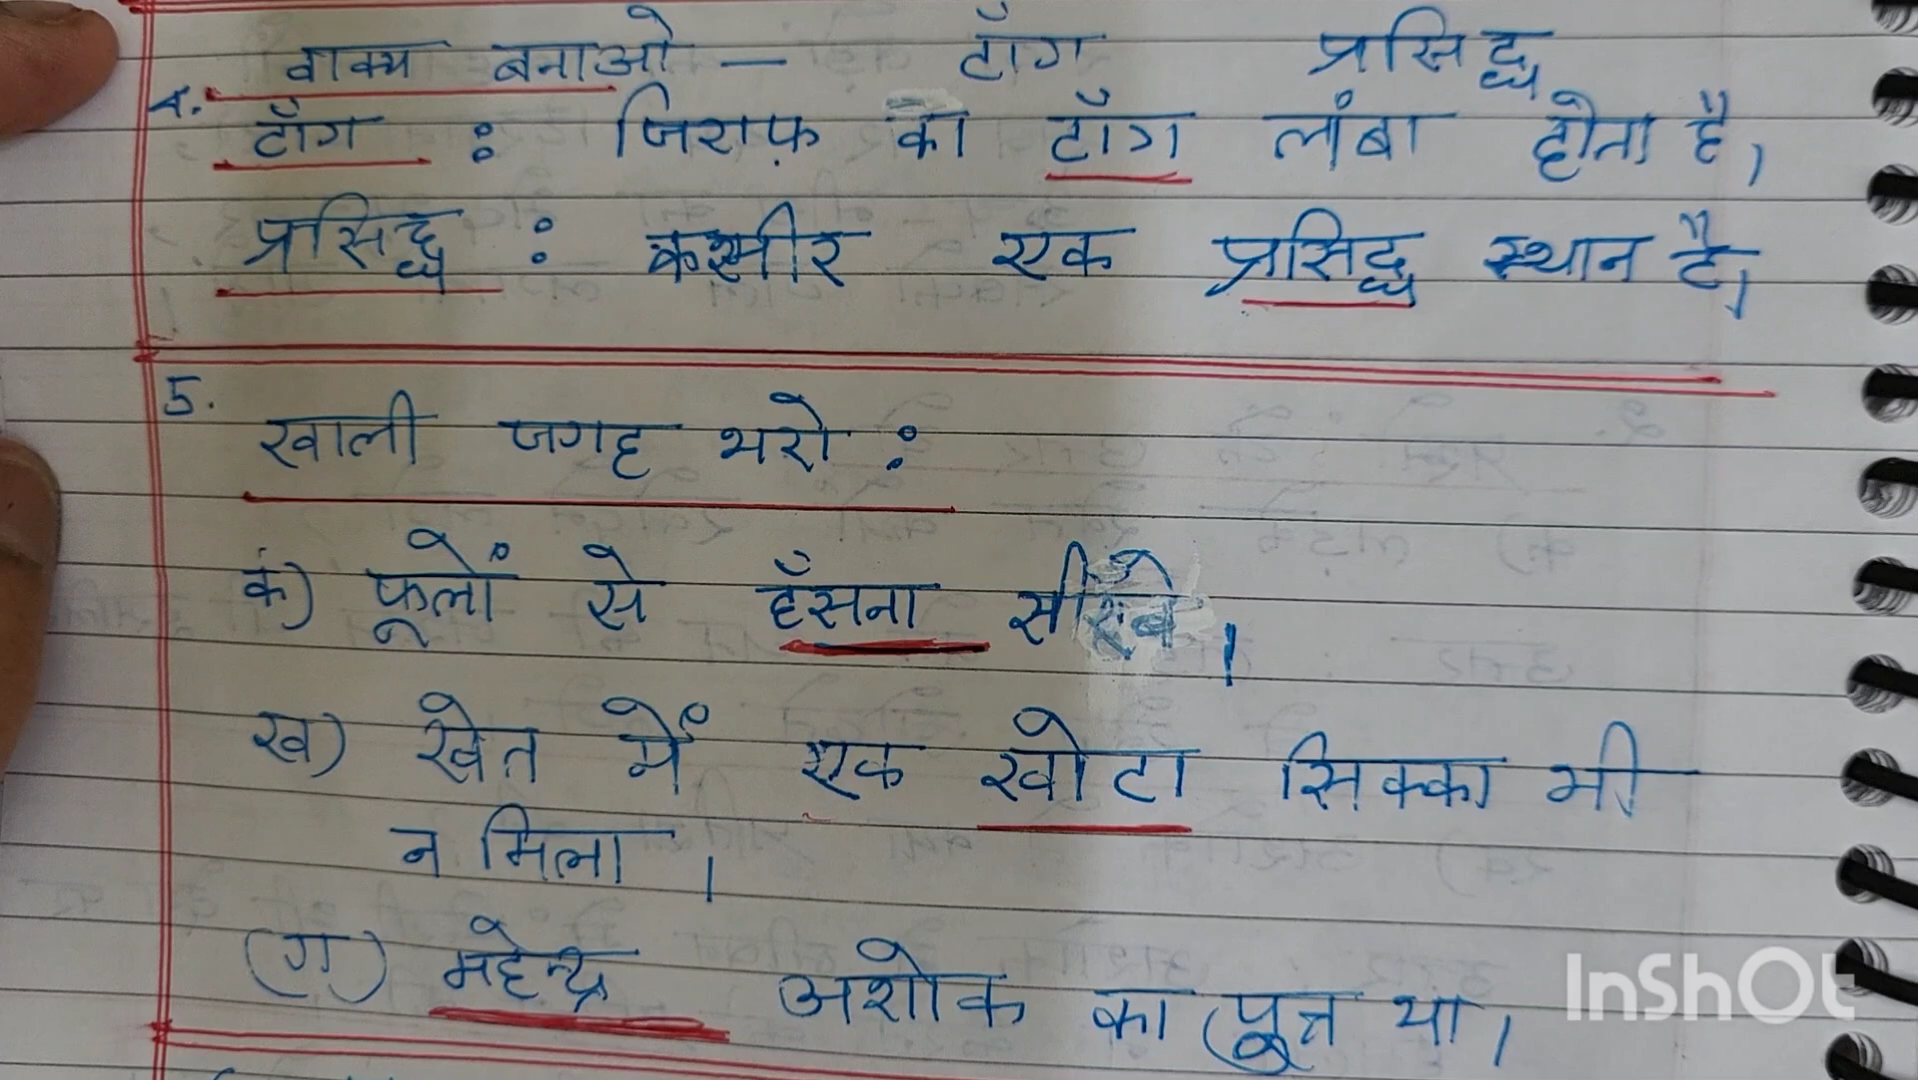 वाक्य बनाओ – टाँग प्रसिद्ध
4. टाँग : जिराफ़ का टाँग लंबा होता है।
प्रसिद्ध : कश्मीर एक प्रसिद्ध स्थान है।
5.
खाली जगह भरो :
क) फूलों से हँसना सीखें।
ख) खेत में एक खोटा सिक्का भी
न मिला ।
(ग) महेन्द्र अशोक का पुत्र था।
InShOt